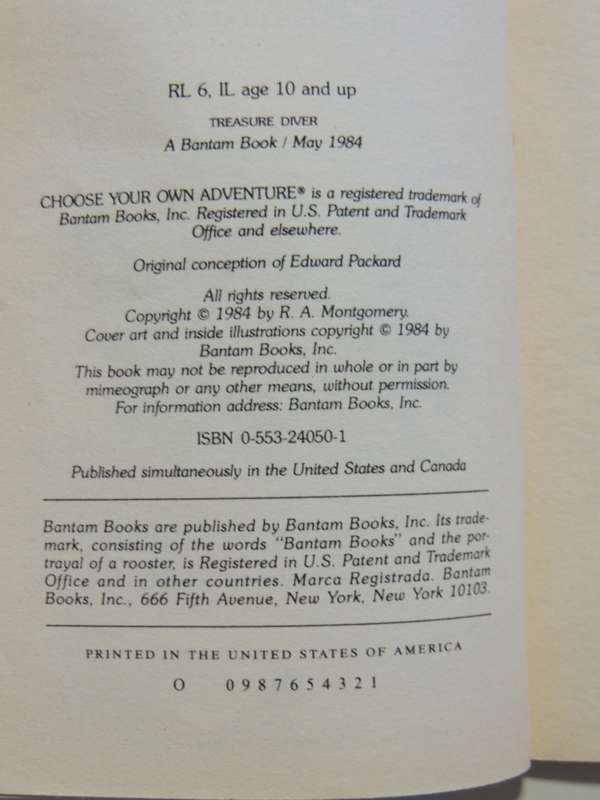 RL 6, IL age 10 and up
TREASURE DIVER
A Bantam Book / May 1984
CHOOSE YOUR OWN ADVENTURE® is a registered trademark of
Bantam Books, Inc. Registered in U.S. Patent and Trademark
Office and elsewhere.
Original conception of Edward Packard
All rights reserved.
Copyright © 1984 by R. A. Montgomery.
Cover art and inside illustrations copyright © 1984 by
Bantam Books, Inc.
This book may not be reproduced in whole or in part by
mimeograph or any other means, without permission.
For information address: Bantam Books, Inc.
ISBN 0-553-24050-1
Published simultaneously in the United States and Canada
Bantam Books are published by Bantam Books, Inc. Its trade-
mark, consisting of the words "Bantam Books" and the por-
trayal of a rooster, is Registered in U.S. Patent and Trademark
Office and in other countries. Marca Registrada. Bantam
Books, Inc., 666 Fifth Avenue, New York, New York 10103.
PRINTED IN THE UNITED STATES OF AMERICA
O 0 9 8 7 6 5 4 3 2 1